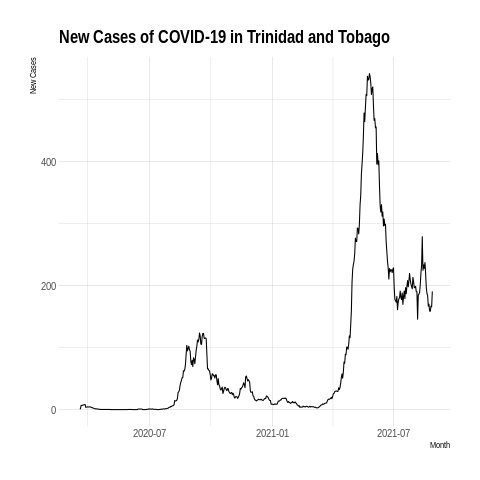 New Cases of COVID-19 in Trinidad and Tobago
New Cases
400
200
0
2020-07
2021-01
2021-07
Month